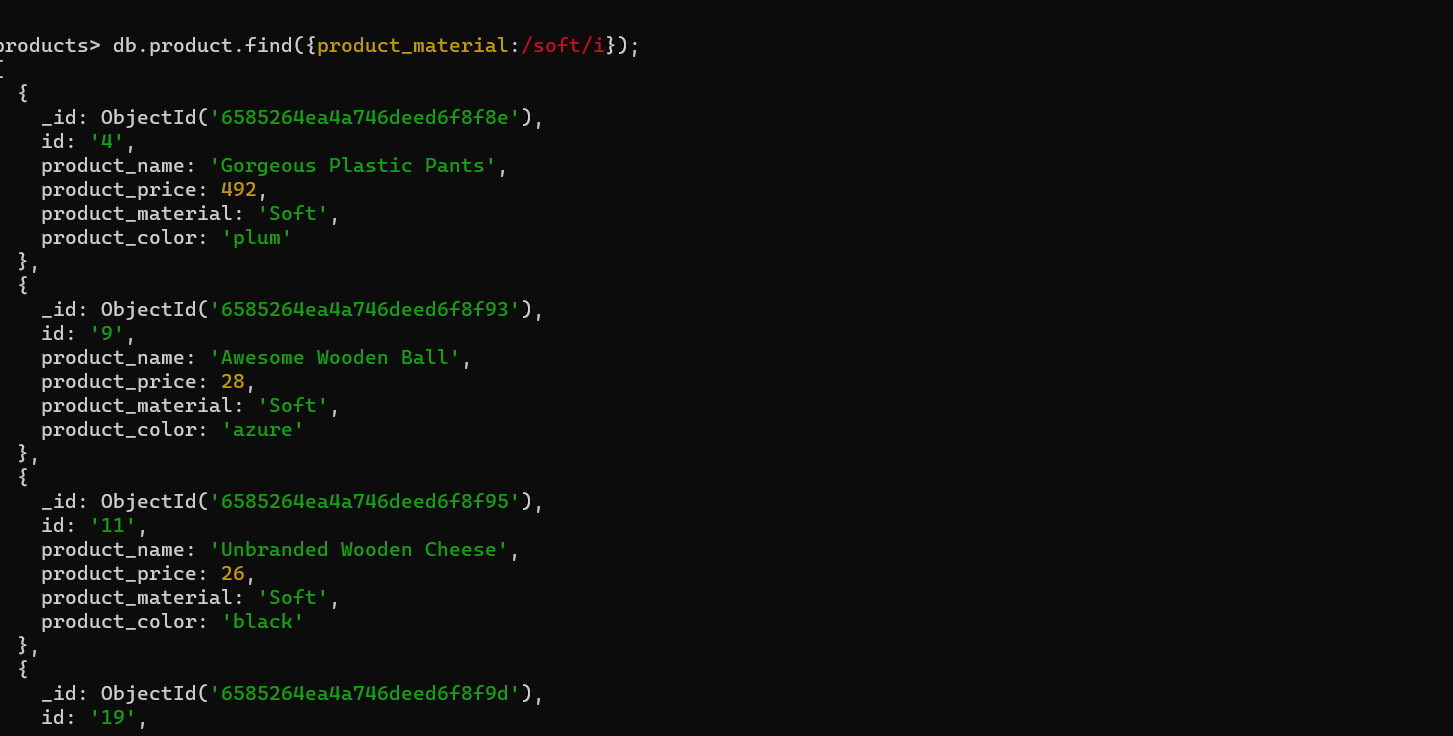 products> db.product.find({product_material:/soft/i});
[
  {
    _id: ObjectId('6585264ea4a746deed6f8f8e'),
    id: '4',
    product_name: 'Gorgeous Plastic Pants',
    product_price: 492,
    product_material: 'Soft',
    product_color: 'plum'
  },
  {
    _id: ObjectId('6585264ea4a746deed6f8f93'),
    id: '9',
    product_name: 'Awesome Wooden Ball',
    product_price: 28,
    product_material: 'Soft',
    product_color: 'azure'
  },
  {
    _id: ObjectId('6585264ea4a746deed6f8f95'),
    id: '11',
    product_name: 'Unbranded Wooden Cheese',
    product_price: 26,
    product_material: 'Soft',
    product_color: 'black'
  },
  {
    _id: ObjectId('6585264ea4a746deed6f8f9d'),
    id: '19',